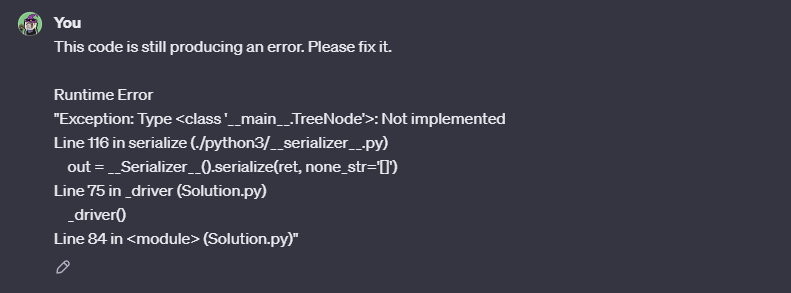 You
This code is still producing an error. Please fix it.
Runtime Error
"Exception: Type <class '__main__.TreeNode'>: Not implemented
Line 116 in serialize (./python3/__serializer__.py)
out = __Serializer__().serialize(ret, none_str='[]')
Line 75 in _driver (Solution.py)
_driver()
Line 84 in <module> (Solution.py)"